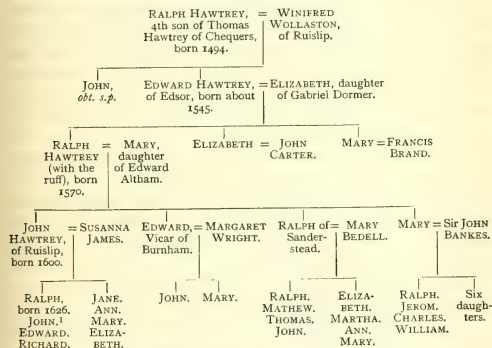 RALPH HAWTREY, = WINIFRED
4th son of Thomas WOLLASTON,
Hawtrey of Chequers, of Ruislip.
born 1494.
JOHN, EDWARD HAWTREY, = ELIZABETH, daughter
obt. s.p. of Edsor, born about of Gabriel Dormer.
1545.
RALPH = MARY, ELIZABETH = JOHN MARY = FRANCIS
HAWTREY daughter CARTER. BRAND.
(with the of Edward
ruff), born Altham.
1570.
JOHN = SUSANNA EDWARD, = MARGARET RALPH of = MARY MARY = Sir JOHN
HAWTREY, JAMES. Vicar of WRIGHT. Sander- BEDELL. BANKES.
of Ruislip, Burnham. stead.
born 1600.
RALPH, JANE. JOHN. MARY. RALPH. ELIZA- RALPH. Six
born 1626. ANN. MATHEW. BETH. JEROM. daugh-
JOHN.¹ MARY. THOMAS. MARTHA. CHARLES. ters.
EDWARD. ELIZA- JOHN. ANN. WILLIAM.
RICHARD. BETH. MARY.